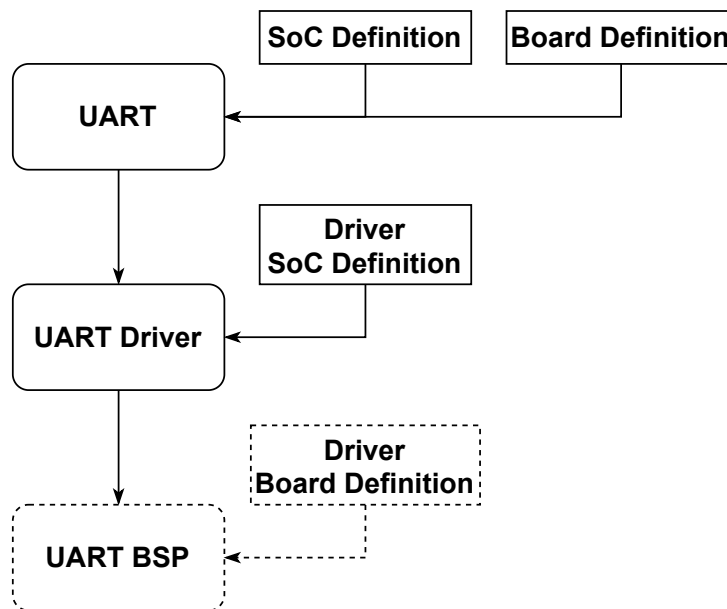 SoC Definition
Board Definition
UART
Driver
SoC Definition
UART Driver
Driver
Board Definition
UART BSP